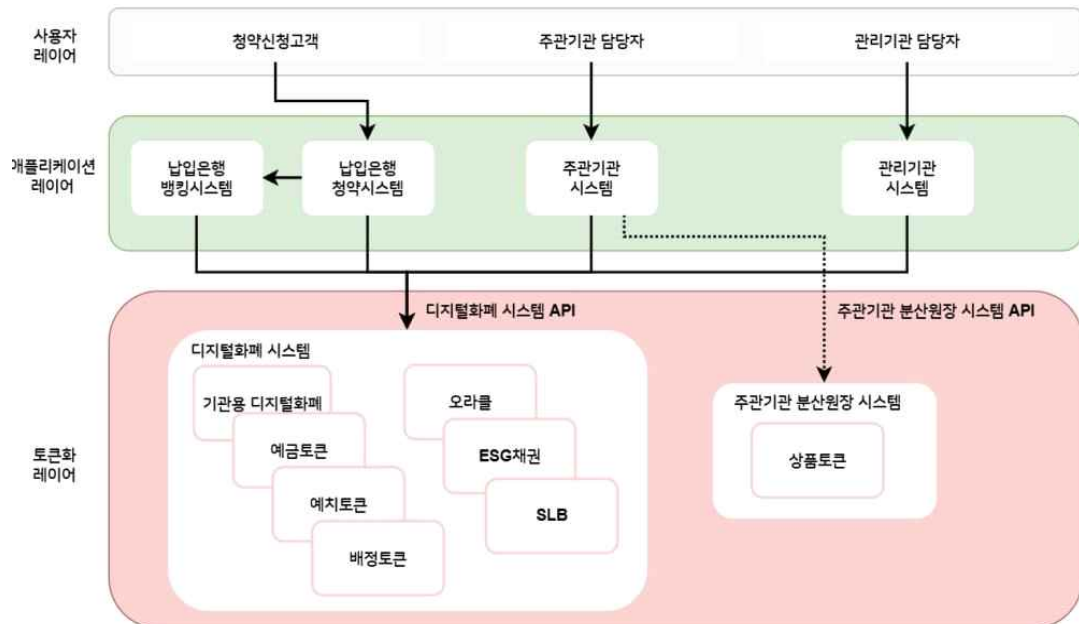 사용자
레이어
청약신청고객
주관기관 담당자
관리기관 담당자
애플리케이션
레이어
납입은행
뱅킹시스템
납입은행
청약시스템
주관기관
시스템
관리기관
시스템
디지털화폐 시스템 API
주관기관 분산원장 시스템 API
토큰화
레이어
디지털화폐 시스템
기관용 디지털화폐
예금토큰
예치토큰
배정토큰
오라클
ESG채권
SLB
주관기관 분산원장 시스템
상품토큰